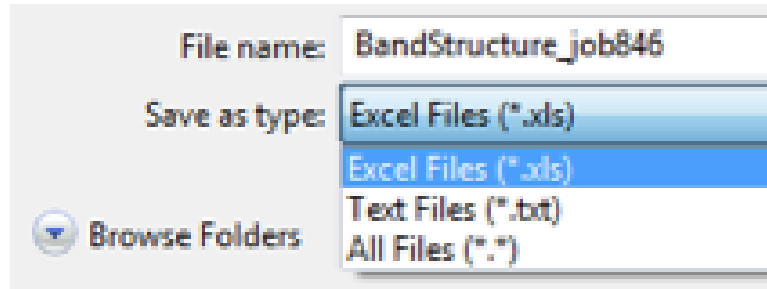 File name: BandStructure_job846
Save as type: Excel Files (*.xls)
Excel Files (*.xls)
Text Files (*.txt)
Browse Folders
All Files (*.*)